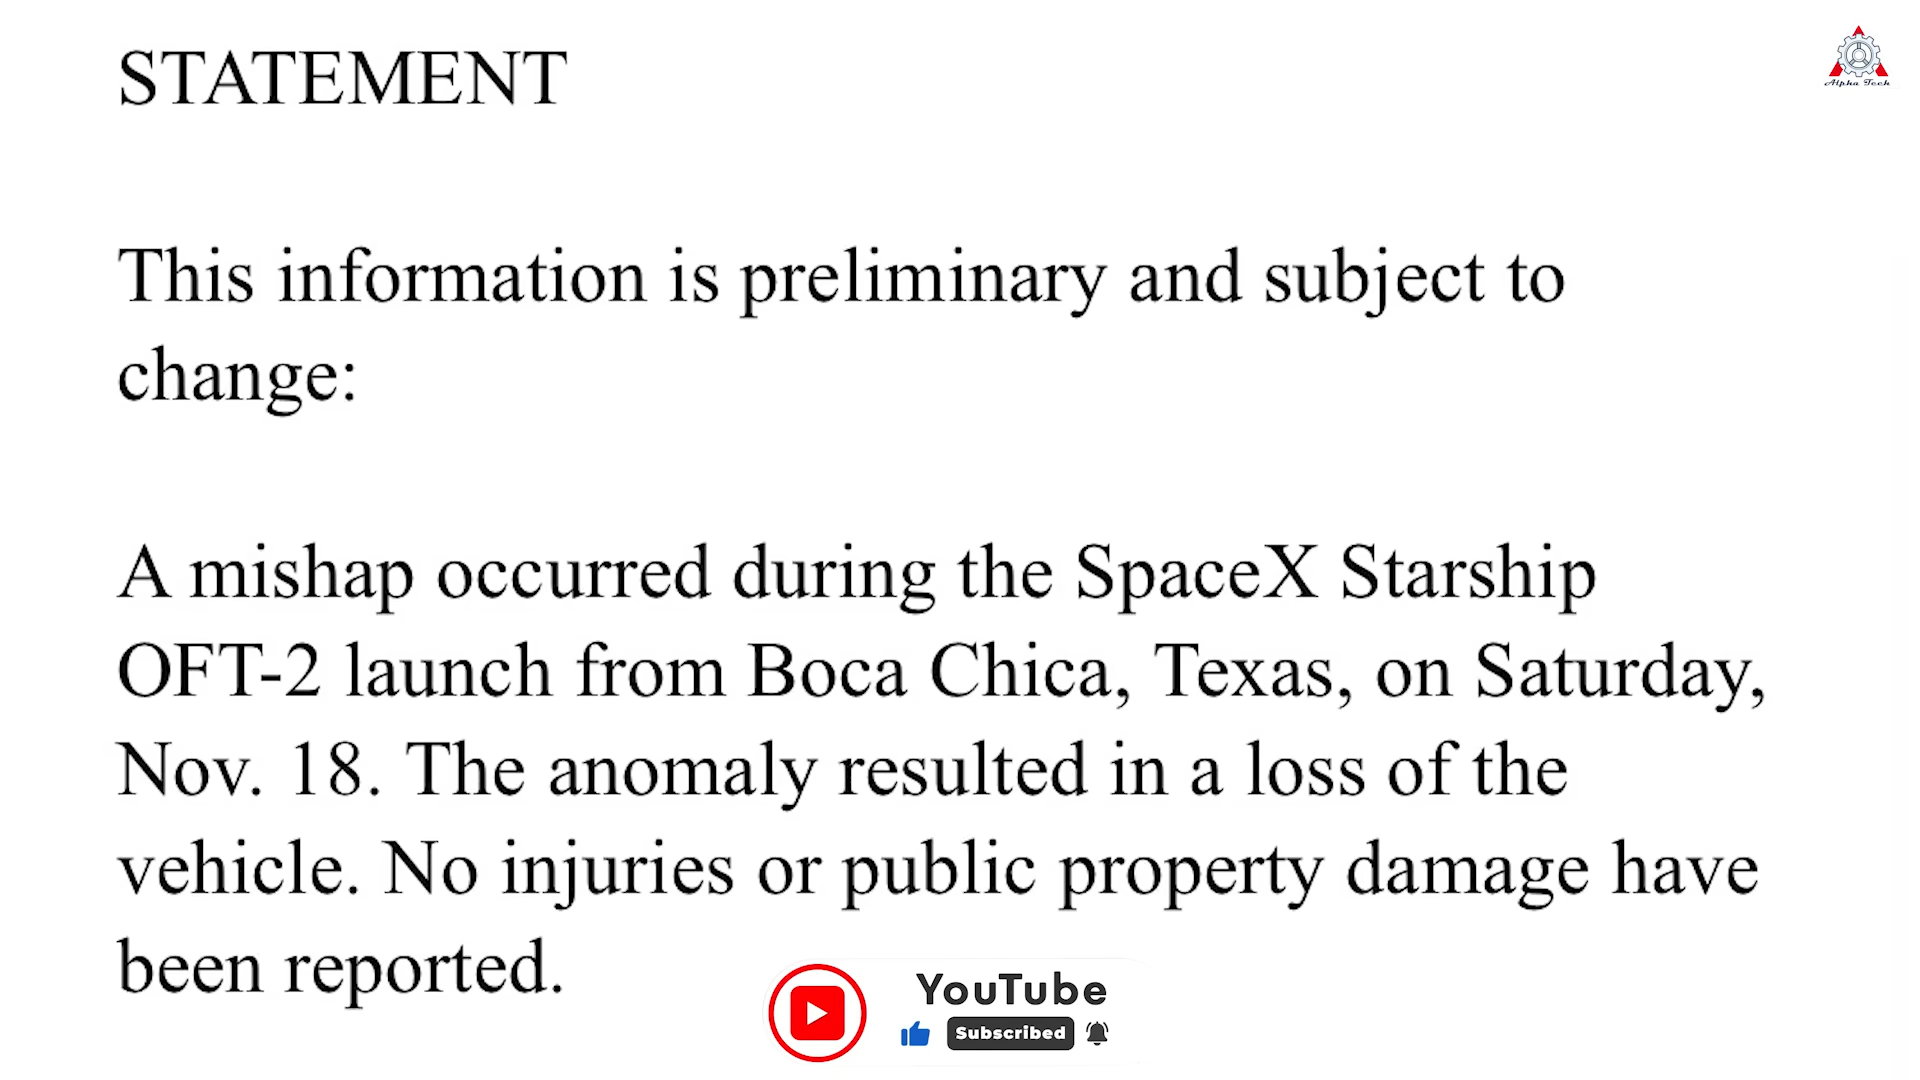 STATEMENT
This information is preliminary and subject to
change:
A mishap occurred during the SpaceX Starship
OFT-2 launch from Boca Chica, Texas, on Saturday,
Nov. 18. The anomaly resulted in a loss of the
vehicle. No injuries or public property damage have
been reported.
Alpha Tech
YouTube
Subscribed